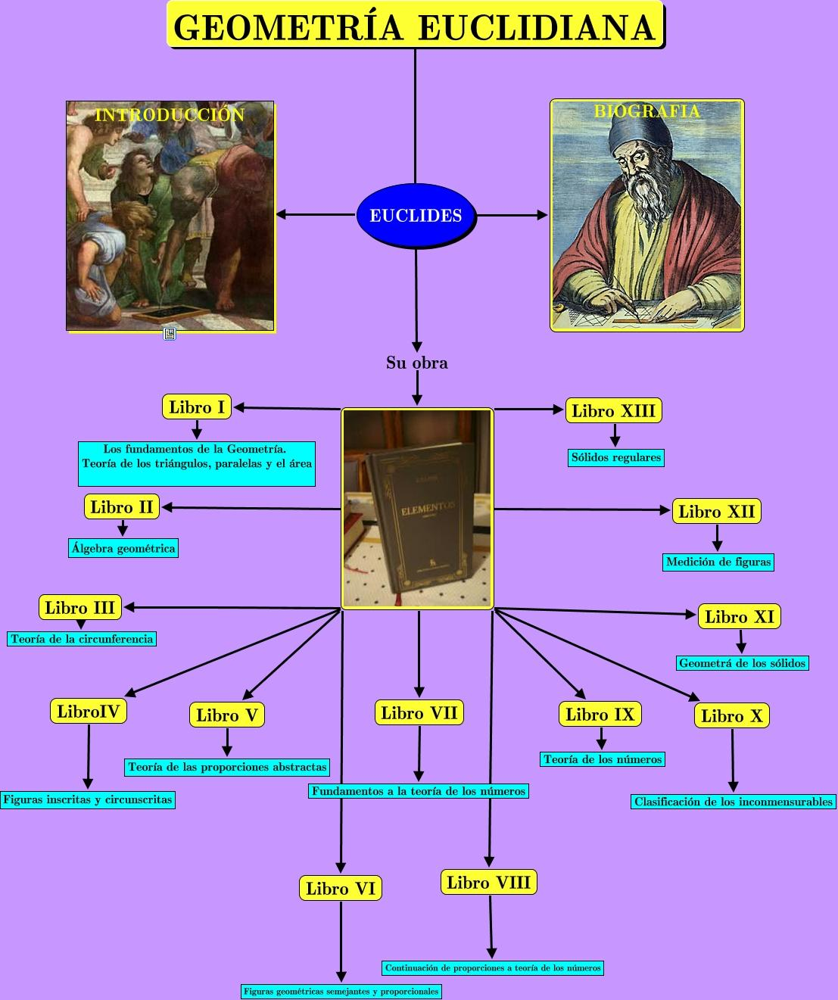 GEOMETRÍA EUCLIDIANA
INTRODUCCIÓN
BIOGRAFIA
EUCLIDES
Su obra
Libro I
Libro XIII
Los fundamentos de la Geometría.
Teoría de los triángulos, paralelas y el área
Sólidos regulares
ELEMENTOS
Libro II
Libro XII
Álgebra geométrica
Medición de figuras
Libro III
Libro XI
Teoría de la circunferencia
Geometrá de los sólidos
LibroIV
Libro V
Libro VII
Libro IX
Libro X
Teoría de las proporciones abstractas
Teoría de los números
Figuras inscritas y circunscritas
Fundamentos a la teoría de los números
Clasificación de los inconmensurables
Libro VI
Libro VIII
Continuación de proporciones a teoría de los números
Figuras geométricas semejantes y proporcionales